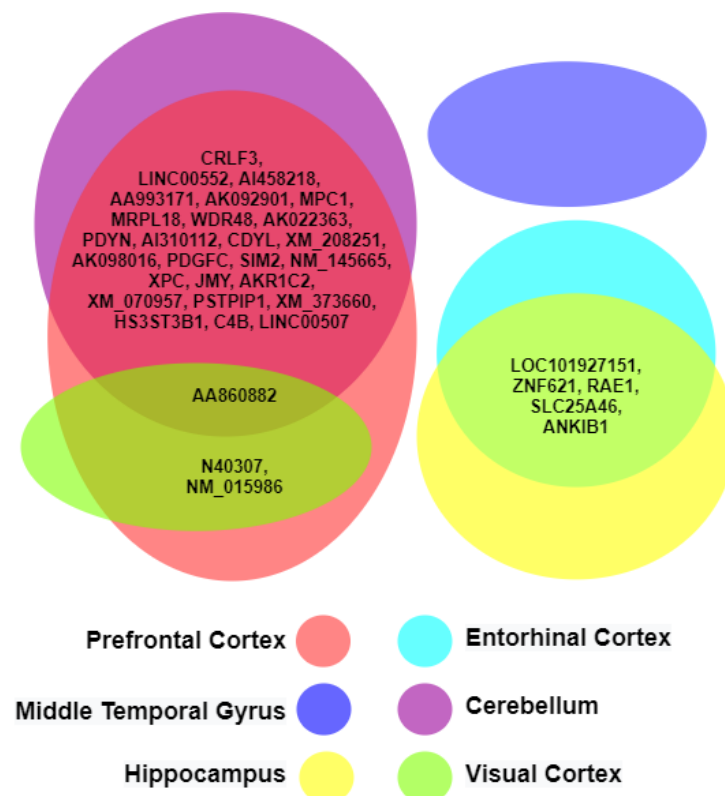 CRLF3,
LINC00552, AI458218,
AA993171, AK092901, MPC1,
MRPL18, WDR48, AK022363,
PDYN, AI310112, CDYL, XM_208251,
AK098016, PDGFC, SIM2, NM_145665,
XPC, JMY, AKR1C2,
XM_070957, PSTPIP1, XM_373660,
HS3ST3B1, C4B, LINC00507
AA860882
N40307,
NM_015986
LOC101927151,
ZNF621, RAE1,
SLC25A46,
ANKIB1
Prefrontal Cortex
Entorhinal Cortex
Middle Temporal Gyrus
Cerebellum
Hippocampus
Visual Cortex